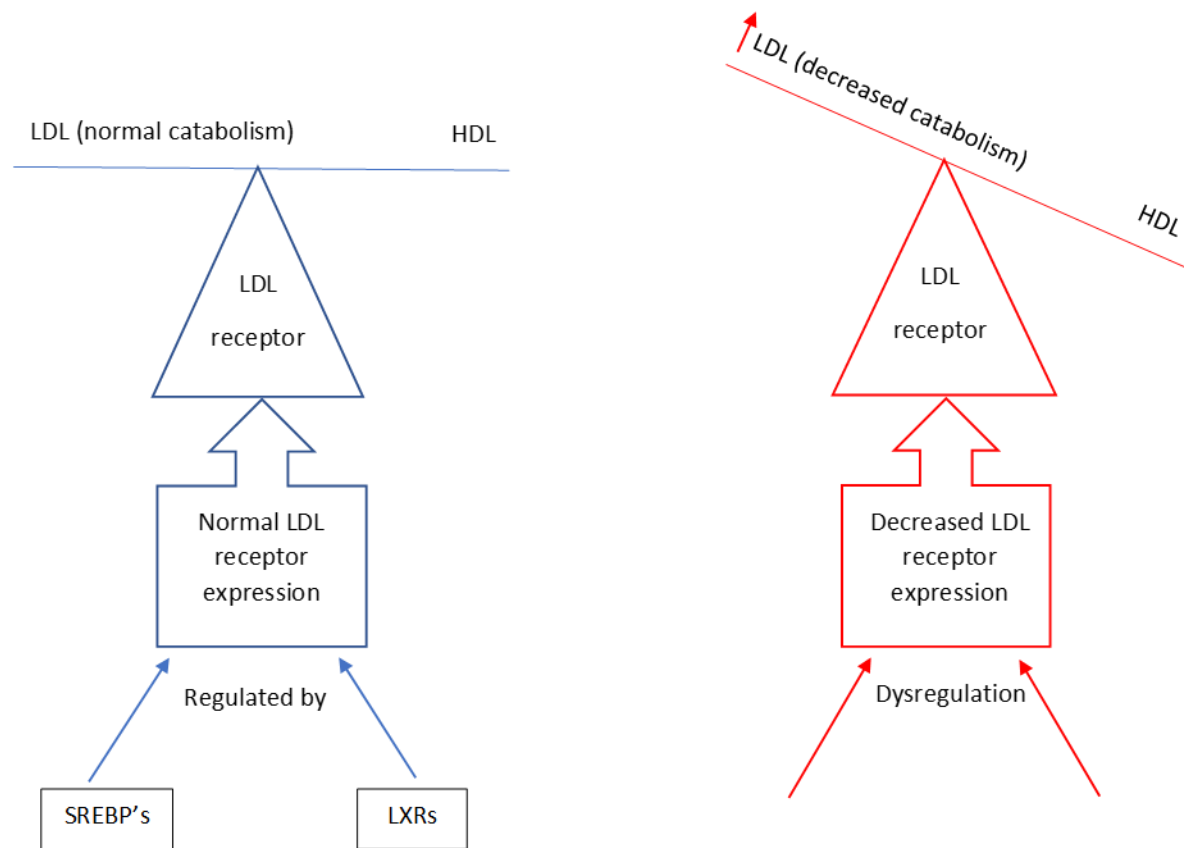 LDL (normal catabolism)
HDL
LDL
receptor
Normal LDL
receptor
expression
Regulated by
SREBP's
LXRs
LDL (decreased catabolism)
HDL
LDL
receptor
Decreased LDL
receptor
expression
Dysregulation